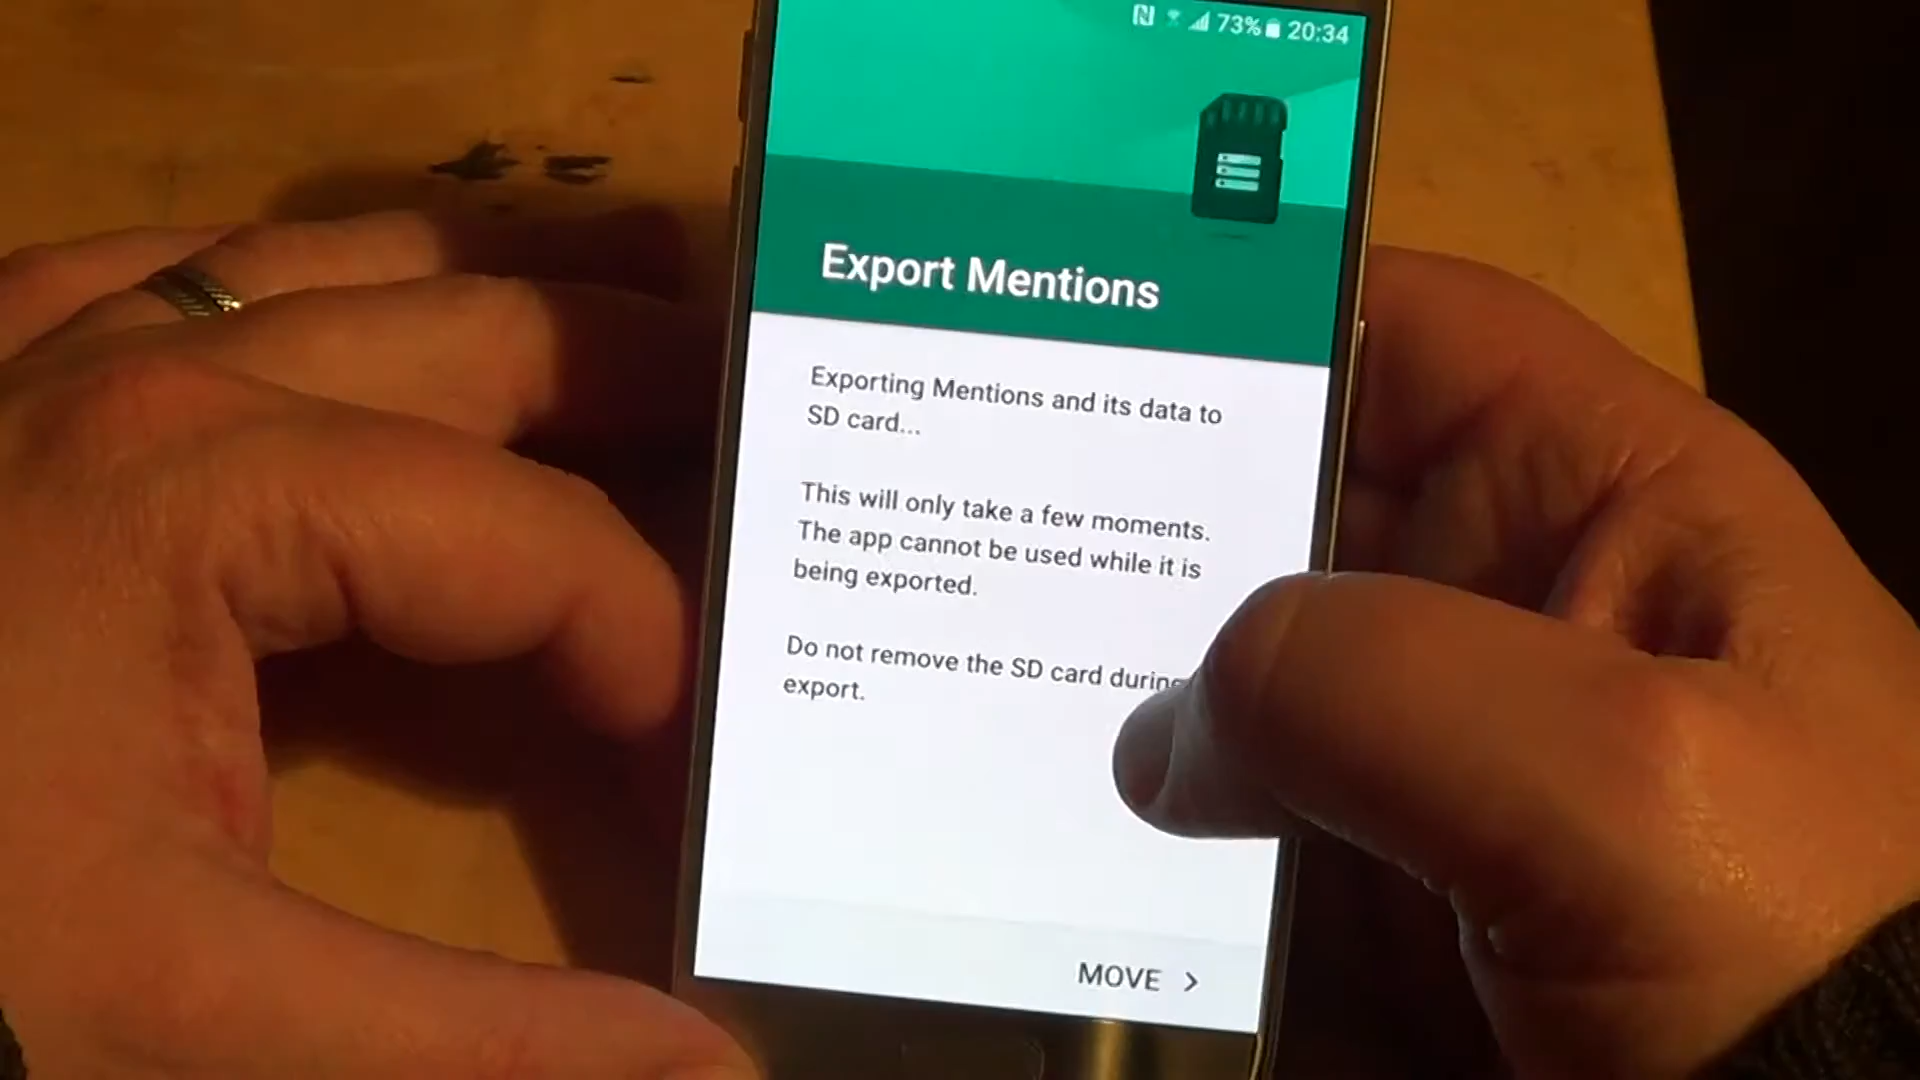 73% 20:34
Export Mentions
Exporting Mentions and its data to
SD card...
This will only take a few moments.
The app cannot be used while it is
being exported.
Do not remove the SD card during
export.
MOVE >